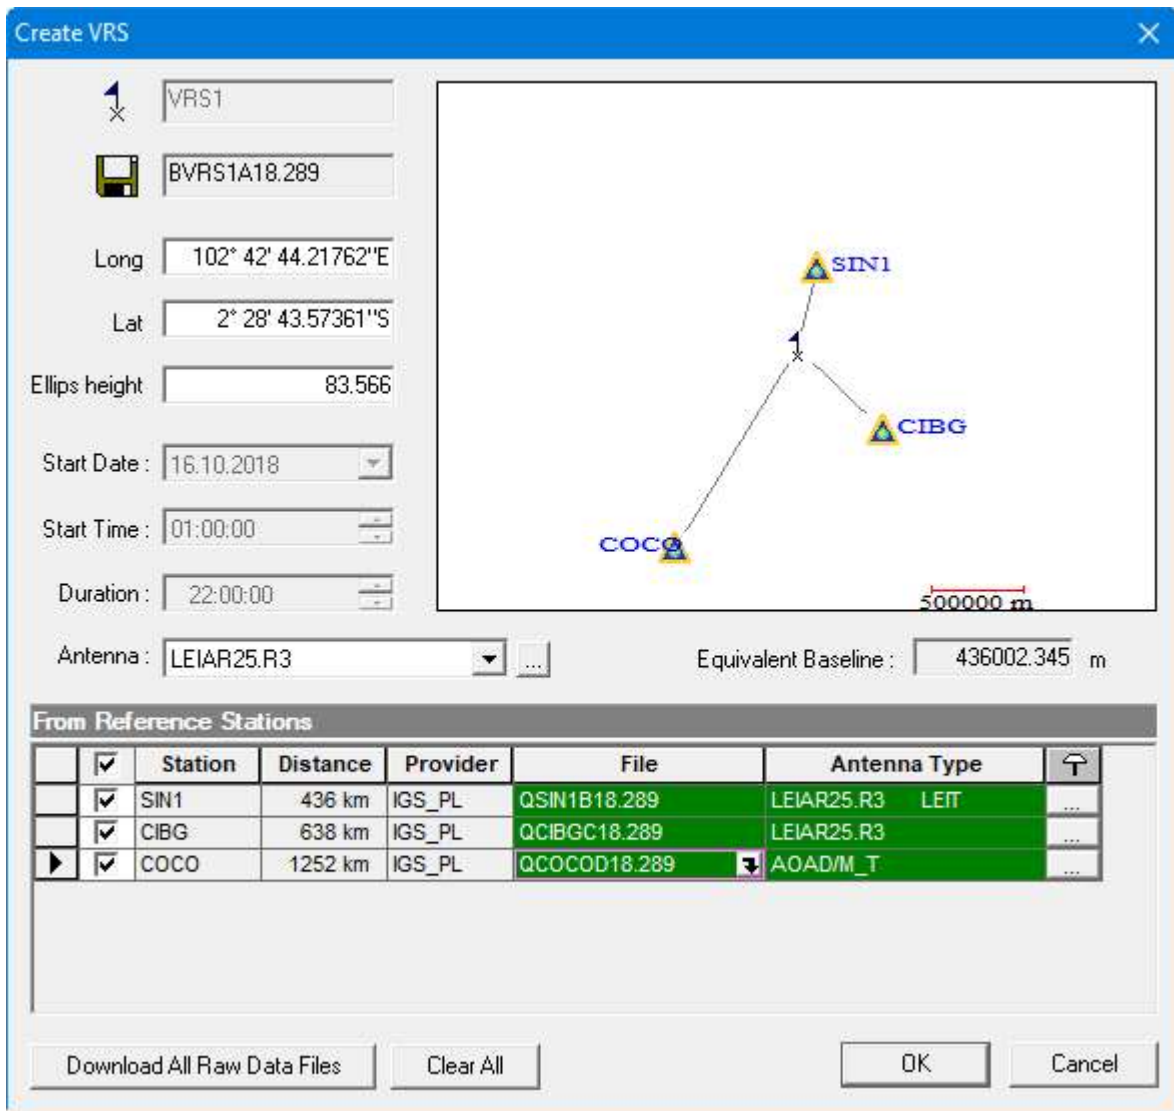 Create VRS
VRS1
BVRS1A18.289
Long 102° 42' 44.21762"E
Lat 2° 28' 43.57361"S
Ellips height 83.566
Start Date : 16.10.2018
Start Time : 01:00:00
Duration : 22:00:00
SIN1
CIBG
COCO
500000 m
Antenna : LEIAR25.R3 ... Equivalent Baseline : 436002.345 m
From Reference Stations
Station Distance Provider File Antenna Type
SIN1 436 km IGS_PL QSIN1B18.289 LEIAR25.R3 LEIT ...
CIBG 638 km IGS_PL QCIBGC18.289 LEIAR25.R3 ...
COCO 1252 km IGS_PL QCOCOD18.289 AOAD/M_T ...
Download All Raw Data Files Clear All OK Cancel